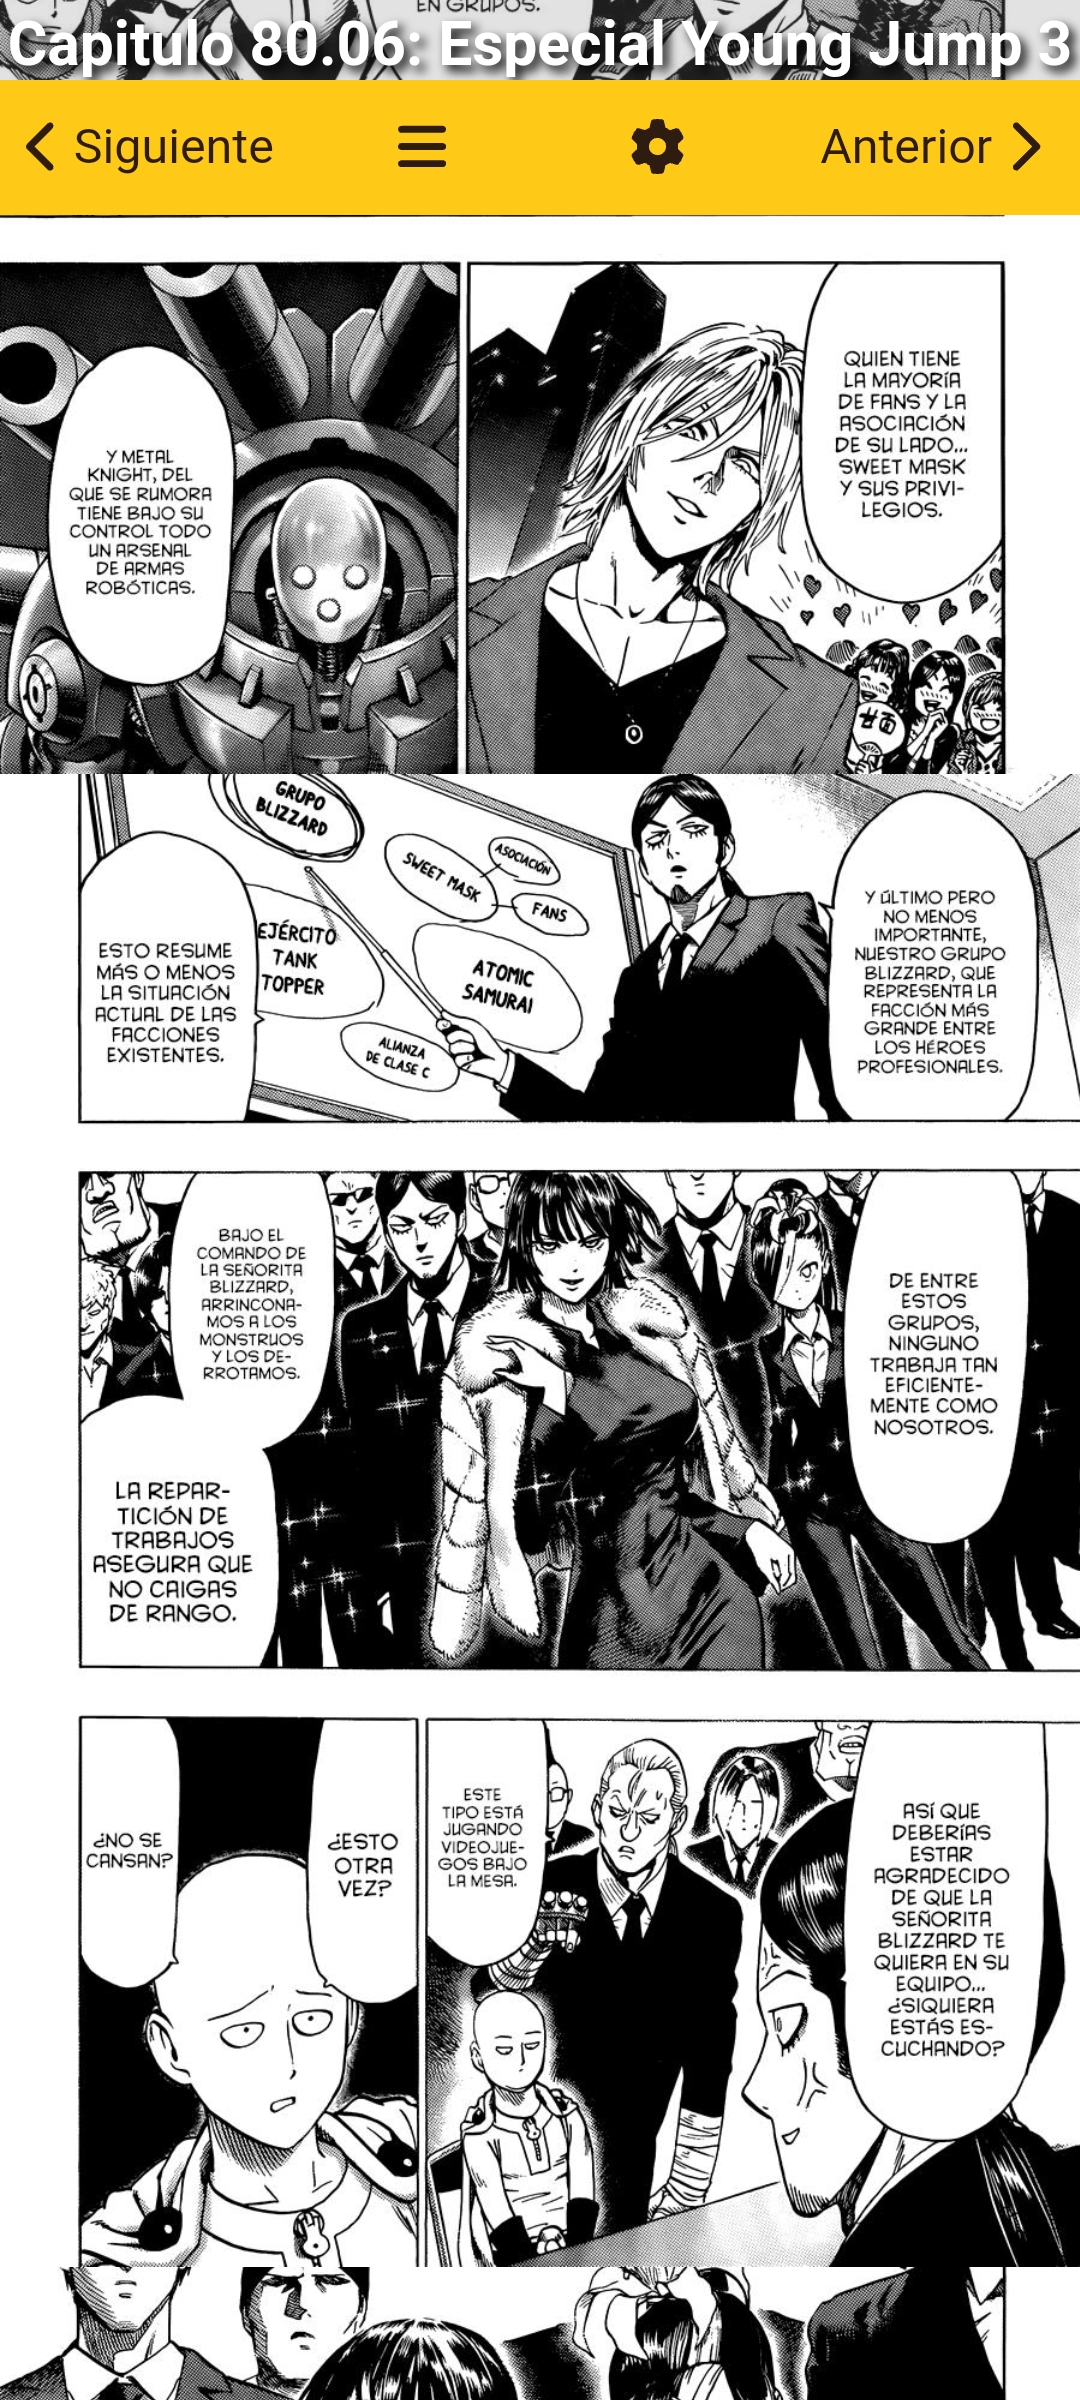 EN GRUPOS.
Capitulo 80.06: Especial Young Jump 3
Siguiente
Anterior
QUIEN TIENE
LA MAYORÍA
DE FANS Y LA
ASOCIACIÓN
DE SU LADO...
SWEET MASK
Y SUS PRIVI-
LEGIOS.
Y METAL
KNIGHT, DEL
QUE SE RUMORA
TIENE BAJO SU
CONTROL TODO
UN ARSENAL
DE ARMAS
ROBÓTICAS.
Y ÚLTIMO PERO
NO MENOS
IMPORTANTE,
NUESTRO GRUPO
BLIZZARD, QUE
REPRESENTA LA
FACCIÓN MÁS
GRANDE ENTRE
LOS HÉROES
PROFESIONALES.
GRUPO
BLIZZARD
SWEET MASK
ASOCIACIÓN
FANS
EJÉRCITO
TANK
TOPPER
ATOMIC
SAMURAI
ALIANZA
DE CLASE C
ESTO RESUME
MÁS O MENOS
LA SITUACIÓN
ACTUAL DE LAS
FACCIONES
EXISTENTES.
DE ENTRE
ESTOS
GRUPOS,
NINGUNO
TRABAJA TAN
EFICIENTE-
MENTE COMO
NOSOTROS.
BAJO EL
COMANDO DE
LA SEÑORITA
BLIZZARD,
ARRINCONA-
MOS A LOS
MONSTRUOS
Y LOS DE-
RROTAMOS.
LA REPAR-
TICIÓN DE
TRABAJOS
ASEGURA QUE
NO CAIGAS
DE RANGO.
ASÍ QUE
DEBERÍAS
ESTAR
AGRADECIDO
DE QUE LA
SEÑORITA
BLIZZARD TE
QUIERA EN SU
EQUIPO...
¿SIQUIERA
ESTÁS ES-
CUCHANDO?
ESTE
TIPO ESTÁ
JUGANDO
VIDEOJUE-
GOS BAJO
LA MESA.
¿ESTO
OTRA
VEZ?
¿NO SE
CANSAN?